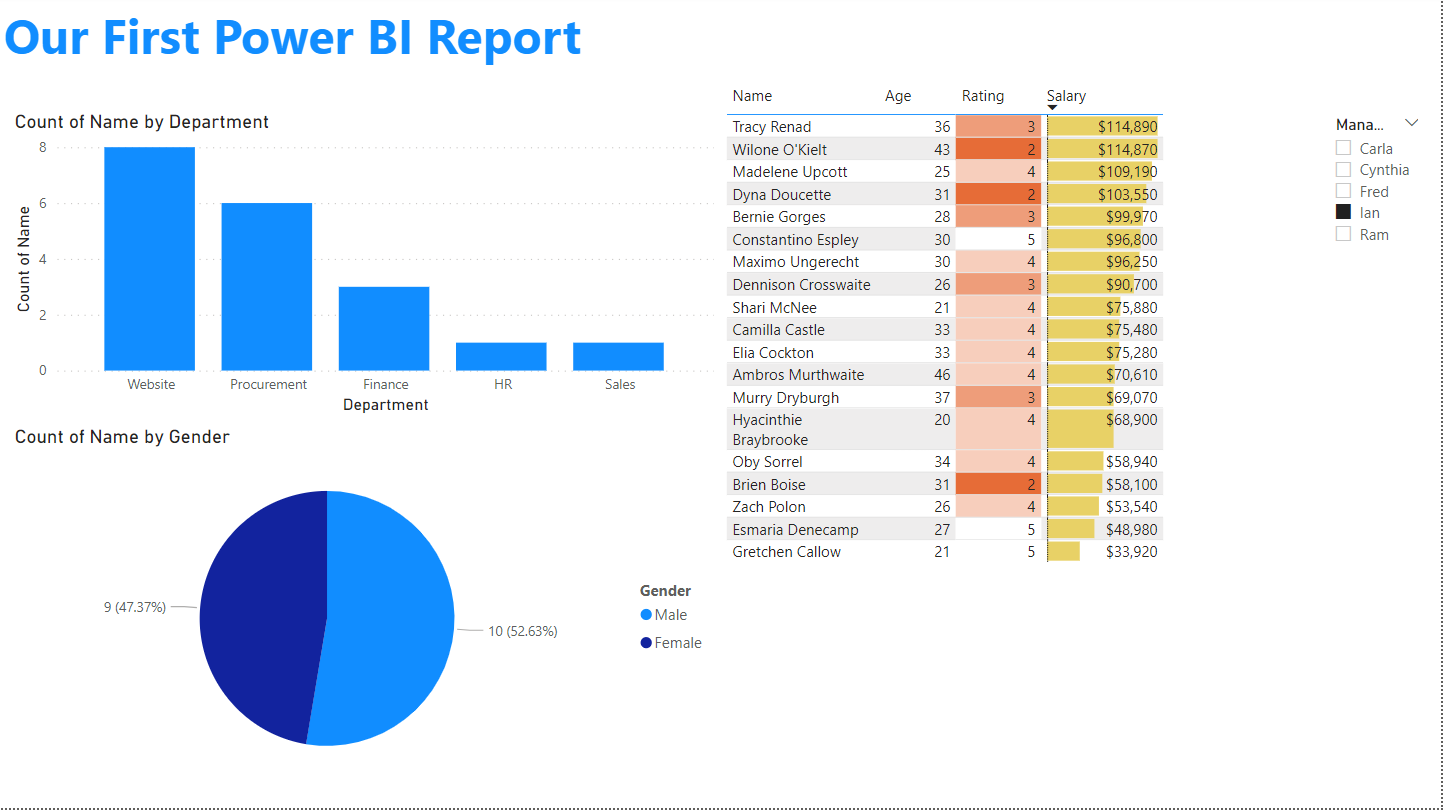 Our First Power BI Report
Count of Name by Department
Count of Name
8
6
4
2
0
Website Procurement Finance HR Sales
Department
Count of Name by Gender
9 (47.37%)
10 (52.63%)
Gender
Male
Female
Name Age Rating Salary
Tracy Renad 36 3 $114,890
Wilone O'Kielt 43 2 $114,870
Madelene Upcott 25 4 $109,190
Dyna Doucette 31 2 $103,550
Bernie Gorges 28 3 $99,970
Constantino Espley 30 5 $96,800
Maximo Ungerecht 30 4 $96,250
Dennison Crosswaite 26 3 $90,700
Shari McNee 21 4 $75,880
Camilla Castle 33 4 $75,480
Elia Cockton 33 4 $75,280
Ambros Murthwaite 46 4 $70,610
Murry Dryburgh 37 3 $69,070
Hyacinthie 20 4 $68,900
Braybrooke
Oby Sorrel 34 4 $58,940
Brien Boise 31 2 $58,100
Zach Polon 26 4 $53,540
Esmaria Denecamp 27 5 $48,980
Gretchen Callow 21 5 $33,920
Mana...
Carla
Cynthia
Fred
Ian
Ram